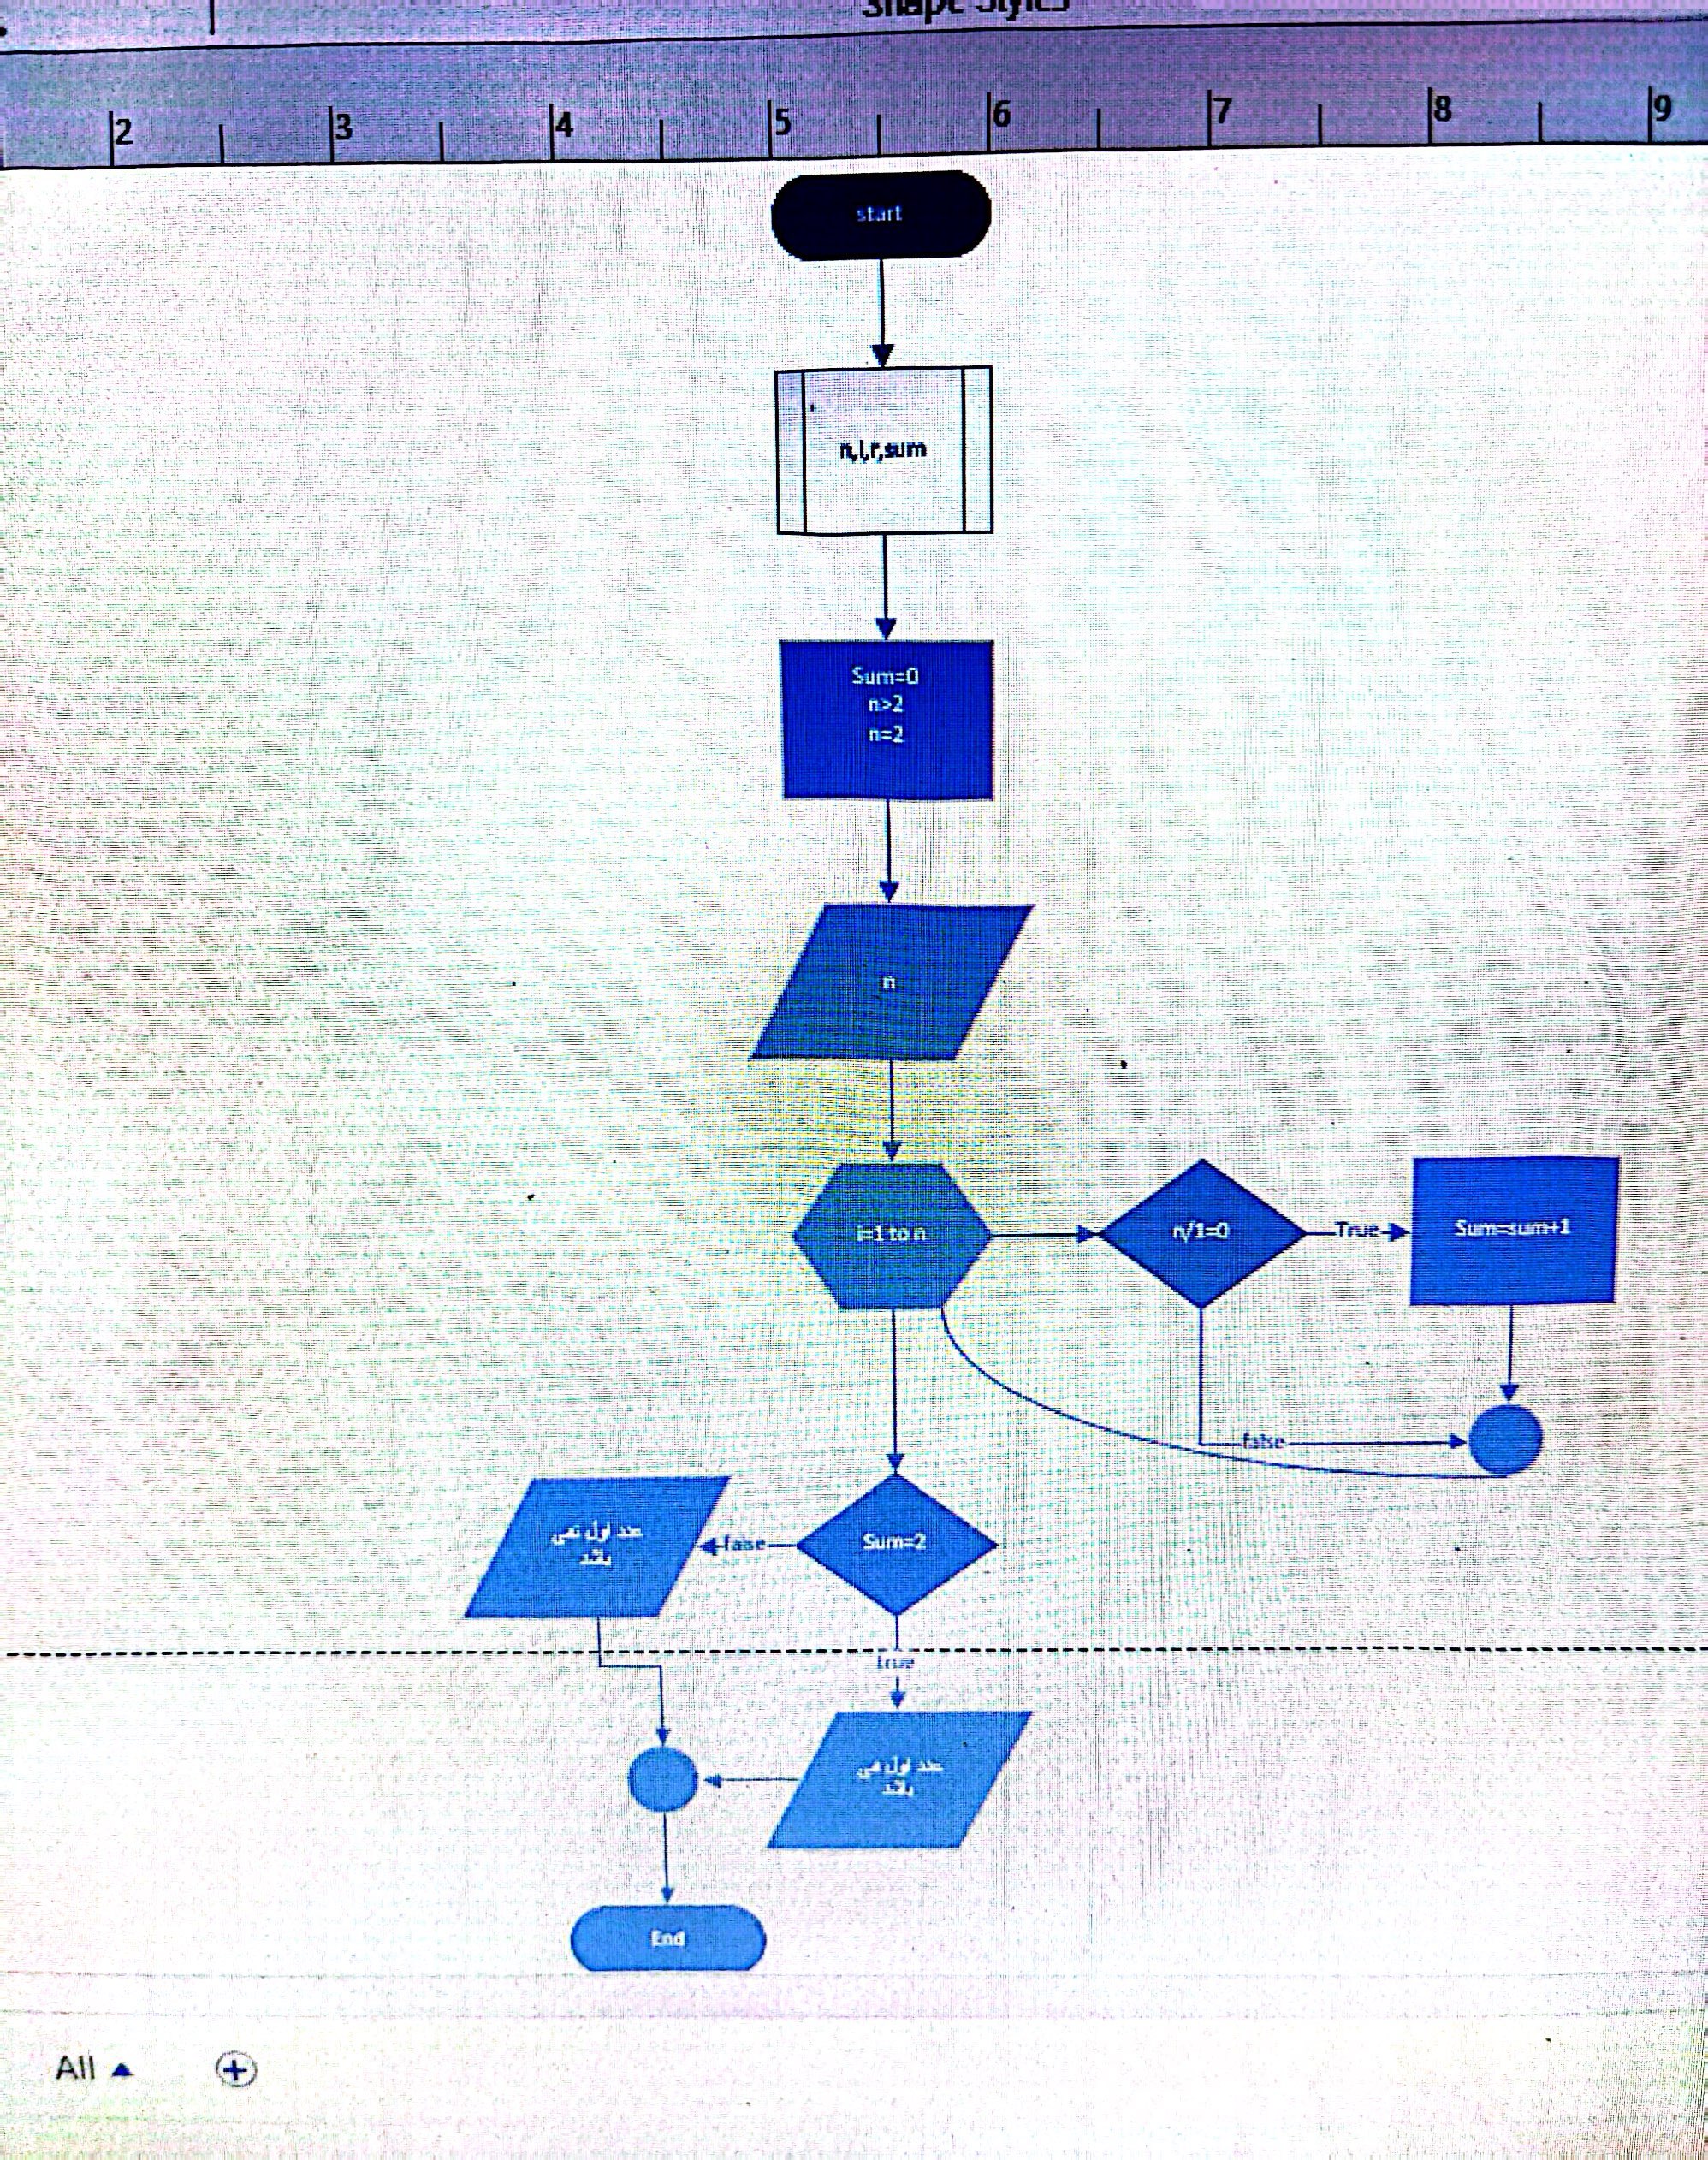 Shape Styles
2 3 4 5 6 7 8 9
start
n,i,r,sum
Sum=0
n>2
n=2
n
i=1 to n
n/1=0
True
Sum=sum+1
false
Sum=2
false
عدد اول نمی
باشد
true
عدد اول می
باشد
End
All